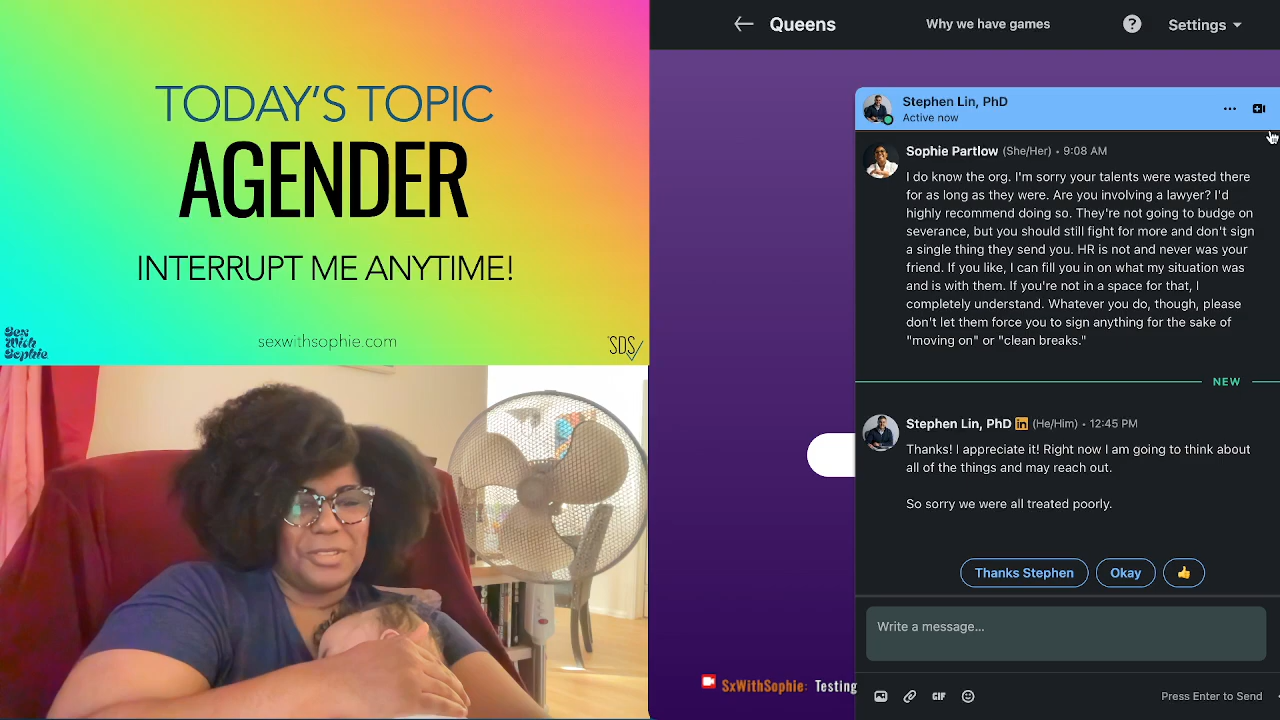 TODAY'S TOPIC
AGENDER
INTERRUPT ME ANYTIME!
Sex
With
Sophie
sexwithsophie.com
SDS
Queens
Why we have games
?
Settings
Stephen Lin, PhD
Active now
Sophie Partlow (She/Her) • 9:08 AM
I do know the org. I'm sorry your talents were wasted there
for as long as they were. Are you involving a lawyer? I'd
highly recommend doing so. They're not going to budge on
severance, but you should still fight for more and don't sign
a single thing they send you. HR is not and never was your
friend. If you like, I can fill you in on what my situation was
and is with them. If you're not in a space for that, I
completely understand. Whatever you do, though, please
don't let them force you to sign anything for the sake of
"moving on" or "clean breaks."
NEW
Stephen Lin, PhD in (He/Him) • 12:45 PM
Thanks! I appreciate it! Right now I am going to think about
all of the things and may reach out.
So sorry we were all treated poorly.
Thanks Stephen
Okay
Write a message...
SxWithSophie: Testing
GIF
Press Enter to Send